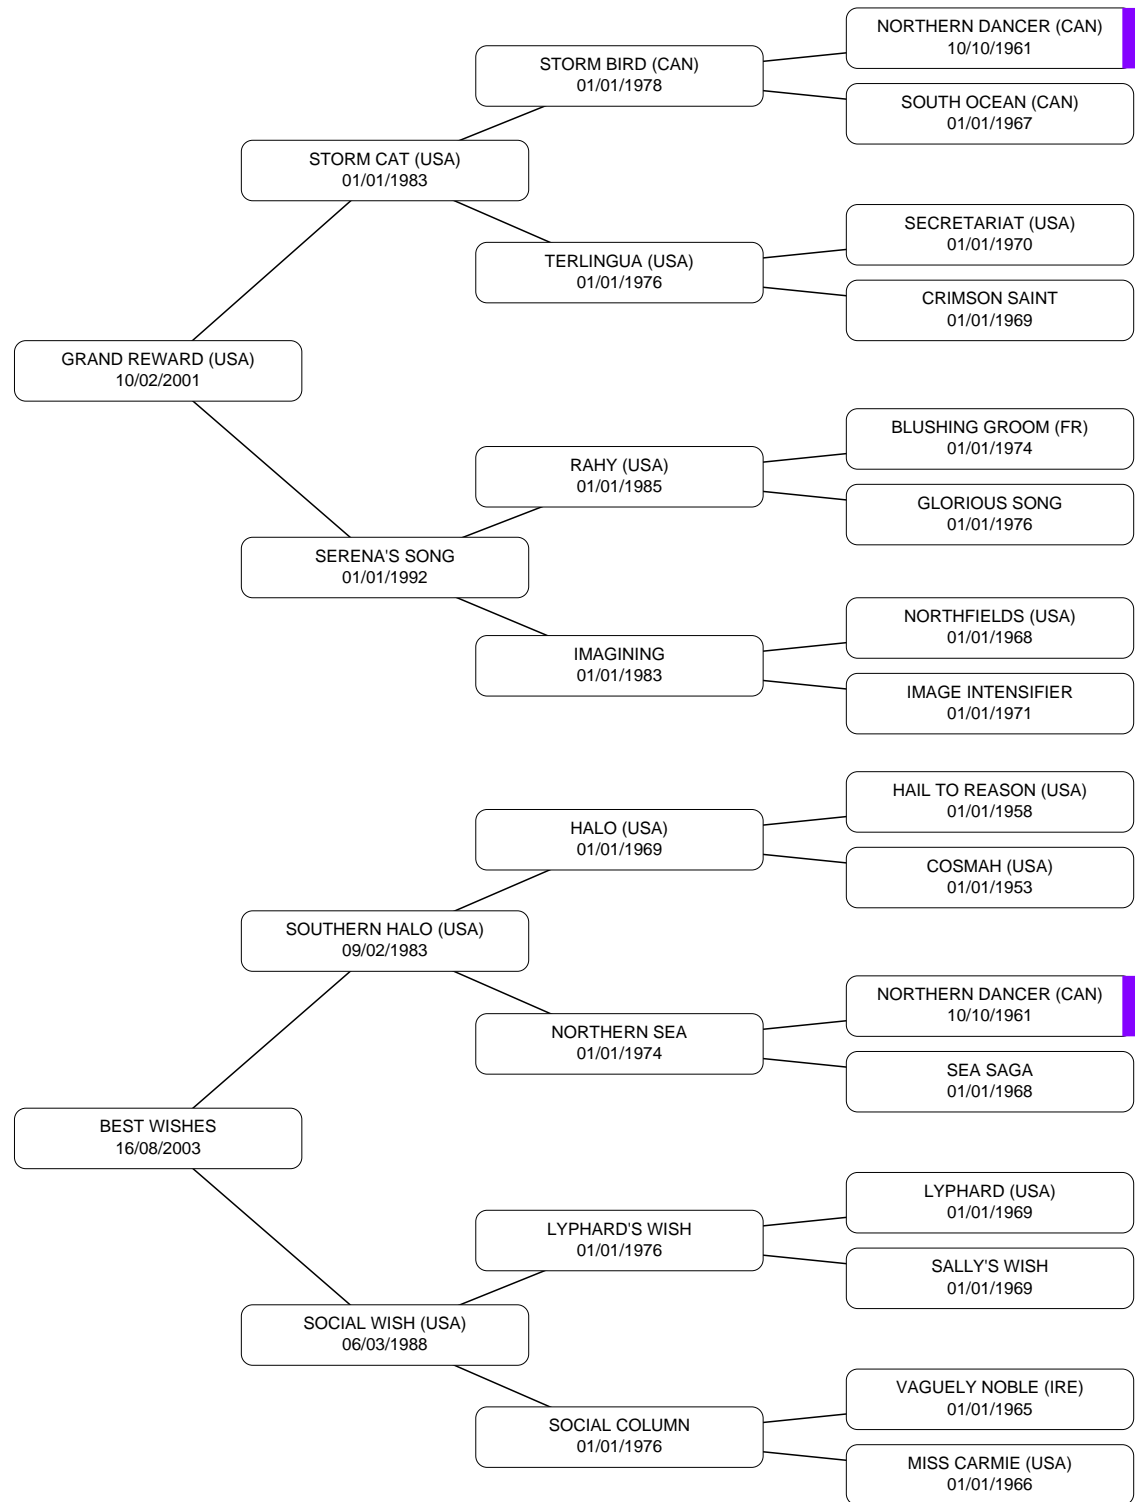 NORTHERN DANCER (CAN)
10/10/1961
STORM BIRD (CAN)
01/01/1978
SOUTH OCEAN (CAN)
01/01/1967
STORM CAT (USA)
01/01/1983
SECRETARIAT (USA)
01/01/1970
TERLINGUA (USA)
01/01/1976
CRIMSON SAINT
01/01/1969
GRAND REWARD (USA)
10/02/2001
BLUSHING GROOM (FR)
01/01/1974
RAHY (USA)
01/01/1985
GLORIOUS SONG
01/01/1976
SERENA'S SONG
01/01/1992
NORTHFIELDS (USA)
01/01/1968
IMAGINING
01/01/1983
IMAGE INTENSIFIER
01/01/1971
HAIL TO REASON (USA)
01/01/1958
HALO (USA)
01/01/1969
COSMAH (USA)
01/01/1953
SOUTHERN HALO (USA)
09/02/1983
NORTHERN DANCER (CAN)
10/10/1961
NORTHERN SEA
01/01/1974
SEA SAGA
01/01/1968
BEST WISHES
16/08/2003
LYPHARD (USA)
01/01/1969
LYPHARD'S WISH
01/01/1976
SALLY'S WISH
01/01/1969
SOCIAL WISH (USA)
06/03/1988
VAGUELY NOBLE (IRE)
01/01/1965
SOCIAL COLUMN
01/01/1976
MISS CARMIE (USA)
01/01/1966